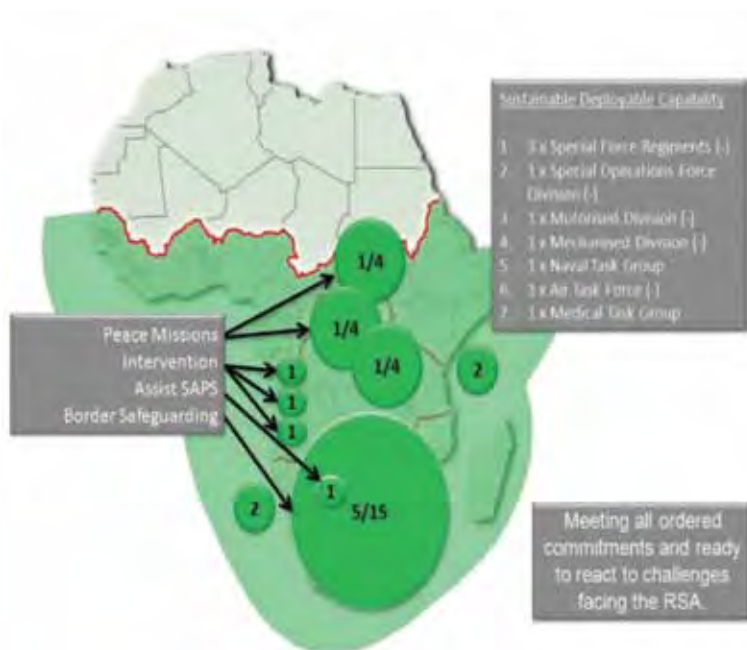 Sustainable Deployable Capability
1 3 x Special Force Regiments (-)
2 1 x Special Operations Force
Division (-)
3 1 x Motorised Division (-)
4 1 x Mechanised Division (-)
5 1 x Naval Task Group
6 1 x Air Task Force (-)
7 1 x Medical Task Group
1/4
1/4
1/4
Peace Missions
Intervention
Assist SAPS
Border Safeguarding
1
2
1
1
1
2
5/15
Meeting all ordered
commitments and ready
to react to challenges
facing the RSA.